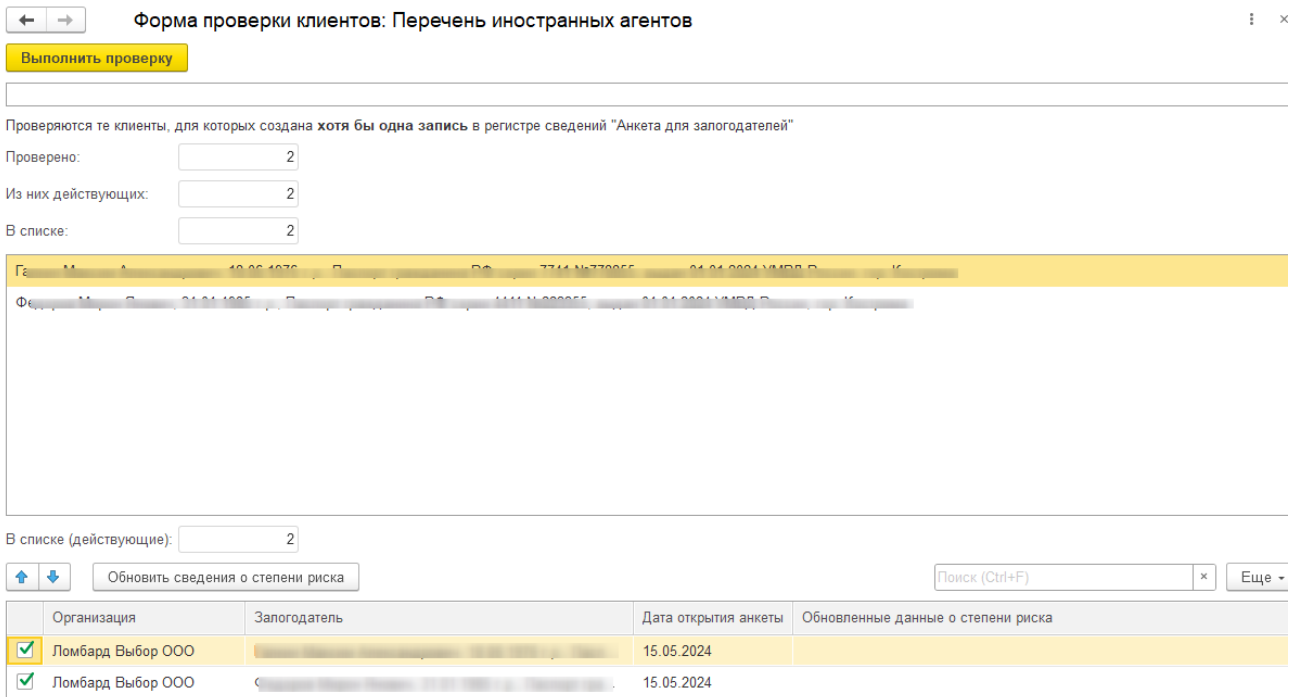 Форма проверки клиентов: Перечень иностранных агентов
Выполнить проверку
Проверяются те клиенты, для которых создана хотя бы одна запись в регистре сведений "Анкета для залогодателей"
Проверено: 2
Из них действующих: 2
В списке: 2
В списке (действующие): 2
Обновить сведения о степени риска
Поиск (Ctrl+F) × Еще
Организация Залогодатель Дата открытия анкеты Обновленные данные о степени риска
Ломбард Выбор ООО 15.05.2024
Ломбард Выбор ООО 15.05.2024